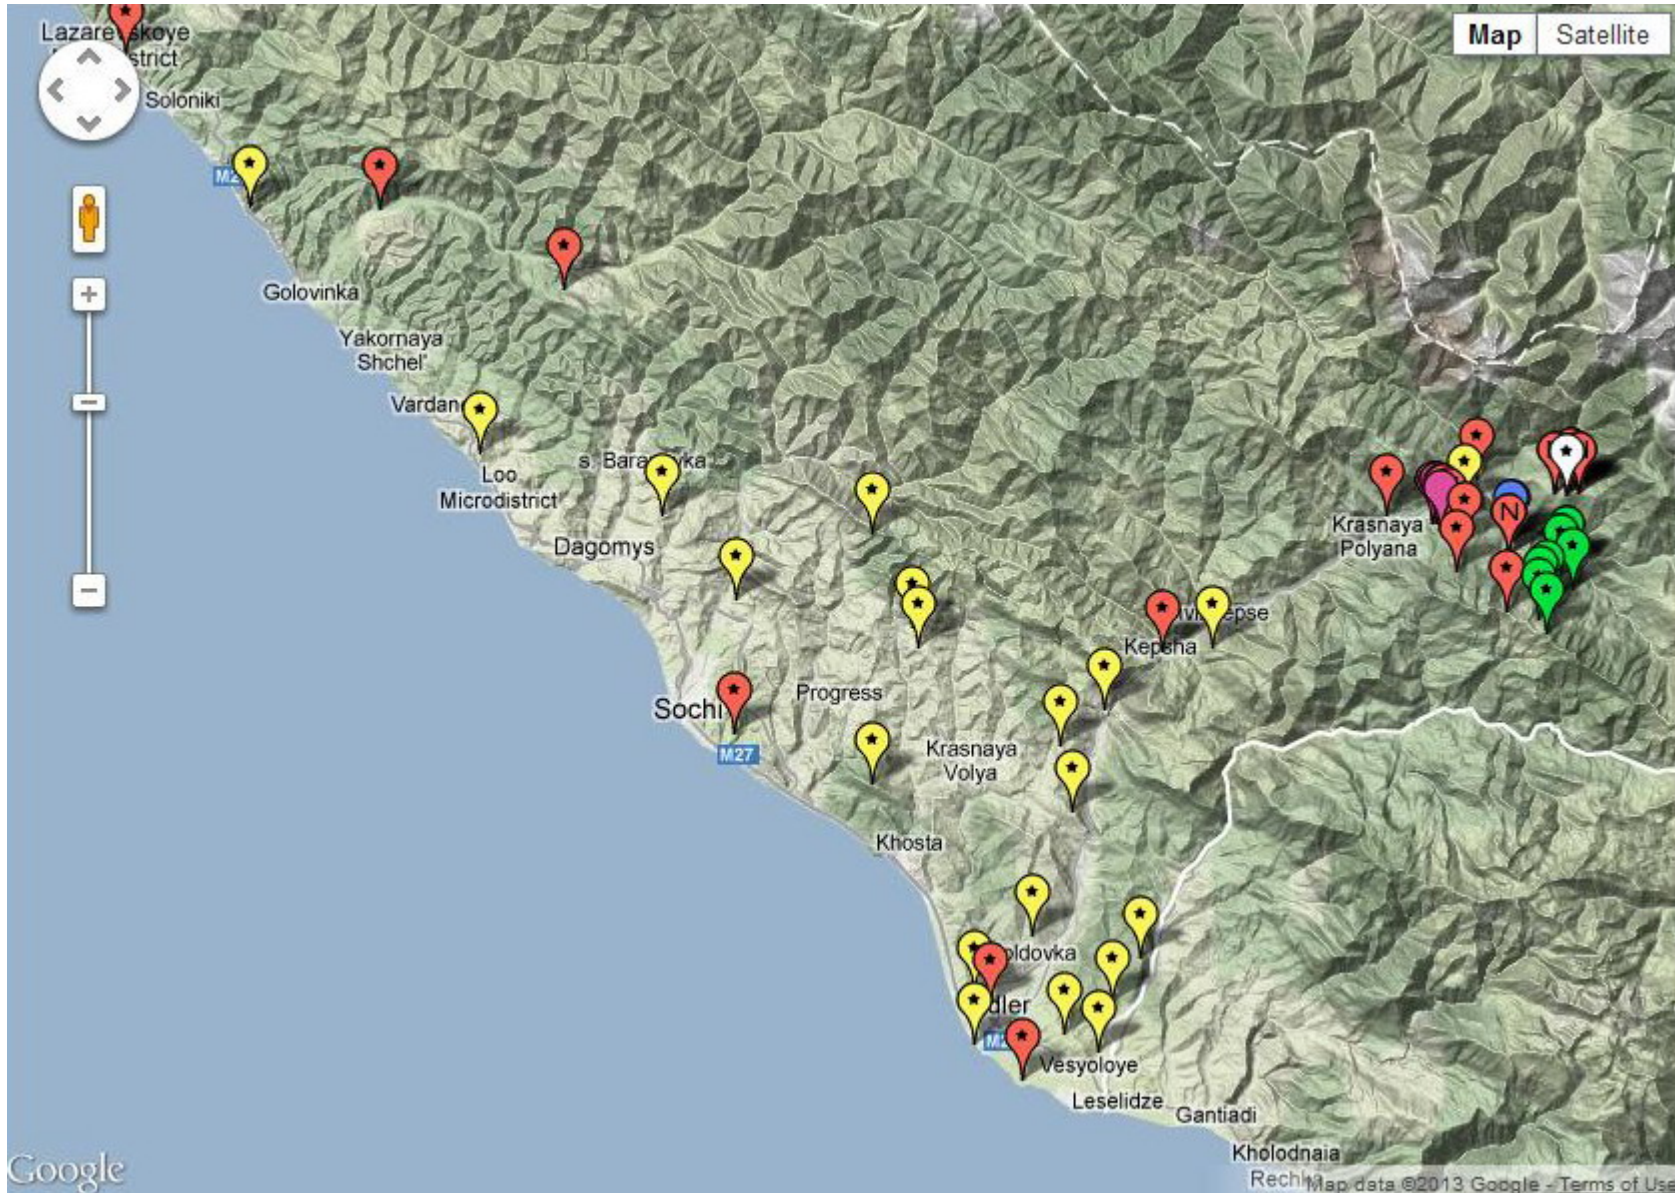 Lazarevskoye
Map Satellite
Soloniki
Golovinka
Yakornaya
Shchel'
Loo
Microdistrict
Dagomys
Krasnaya
Polyana
Kepsha
Sochi
Progress
M27
Krasnaya
Volya
Khosta
N
Vesyoloye
Leselidze
Gantiadi
Kholodnaia
Google
Map data ©2013 Google - Terms of Use